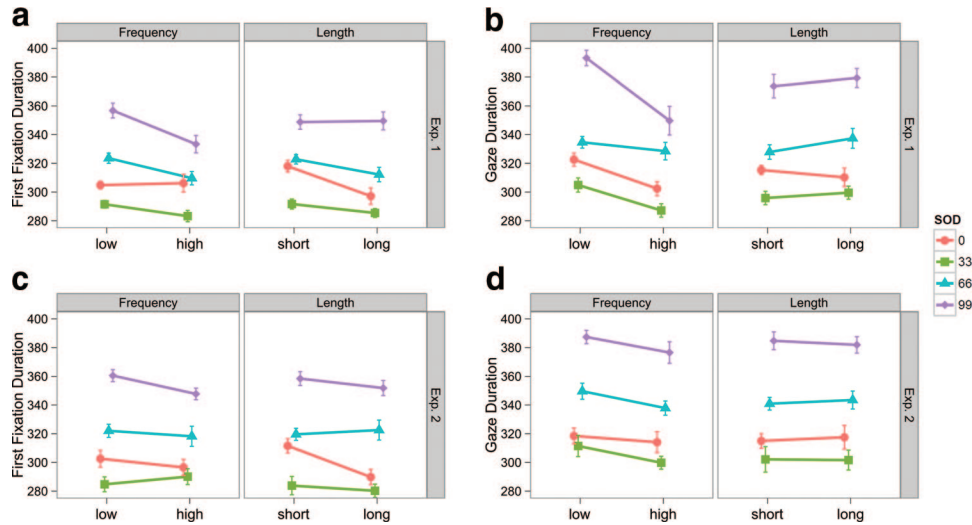 a
Frequency
Length
First Fixation Duration
400
380
360
340
320
300
280
low
high
short
long
Exp. 1
b
Frequency
Length
Gaze Duration
400
380
360
340
320
300
280
low
high
short
long
Exp. 1
SOD
0
33
66
99
c
Frequency
Length
First Fixation Duration
400
380
360
340
320
300
280
low
high
short
long
Exp. 2
d
Frequency
Length
Gaze Duration
400
380
360
340
320
300
280
low
high
short
long
Exp. 2